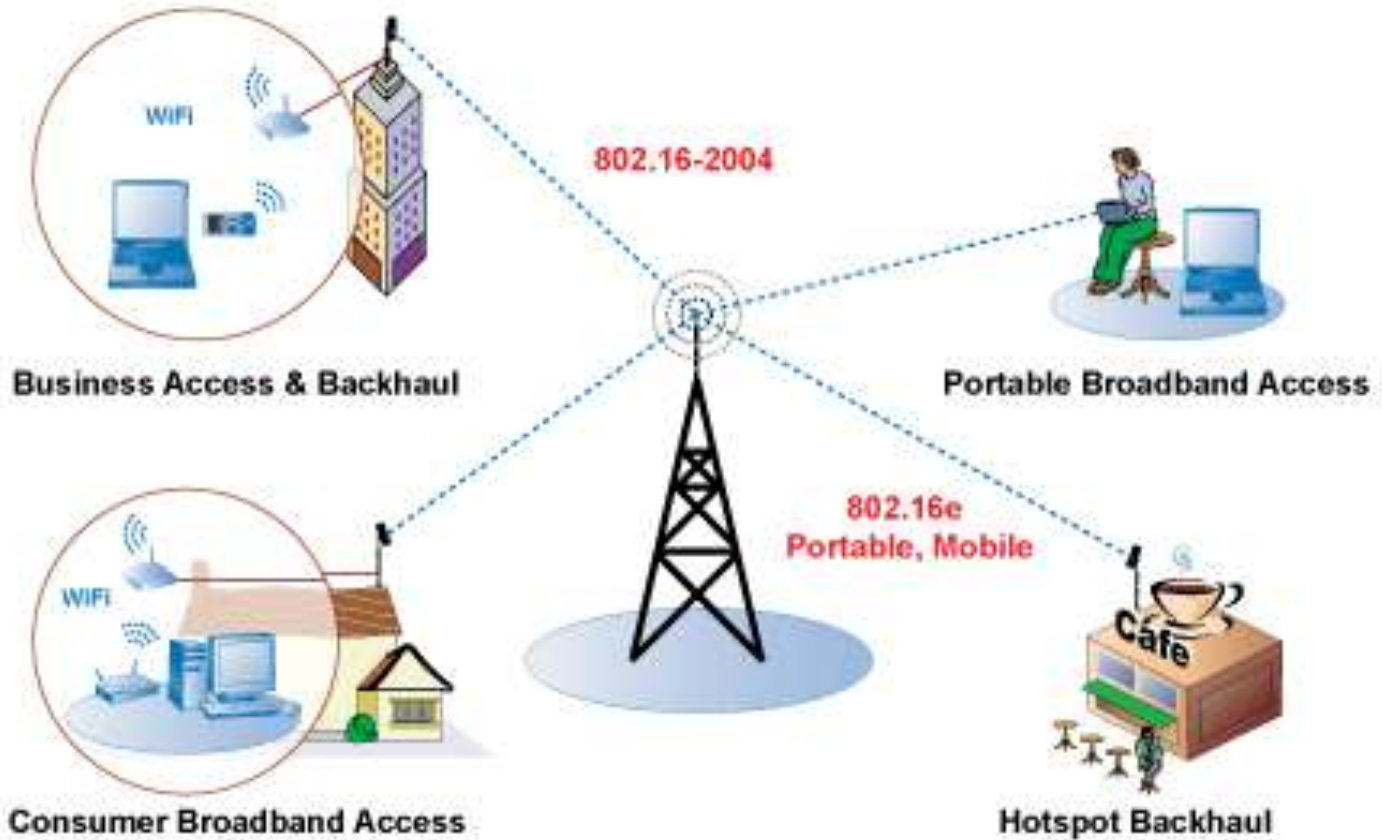 WiFi
802.16-2004
Business Access & Backhaul
Portable Broadband Access
802.16e
Portable, Mobile
WiFi
Cafe
Consumer Broadband Access
Hotspot Backhaul